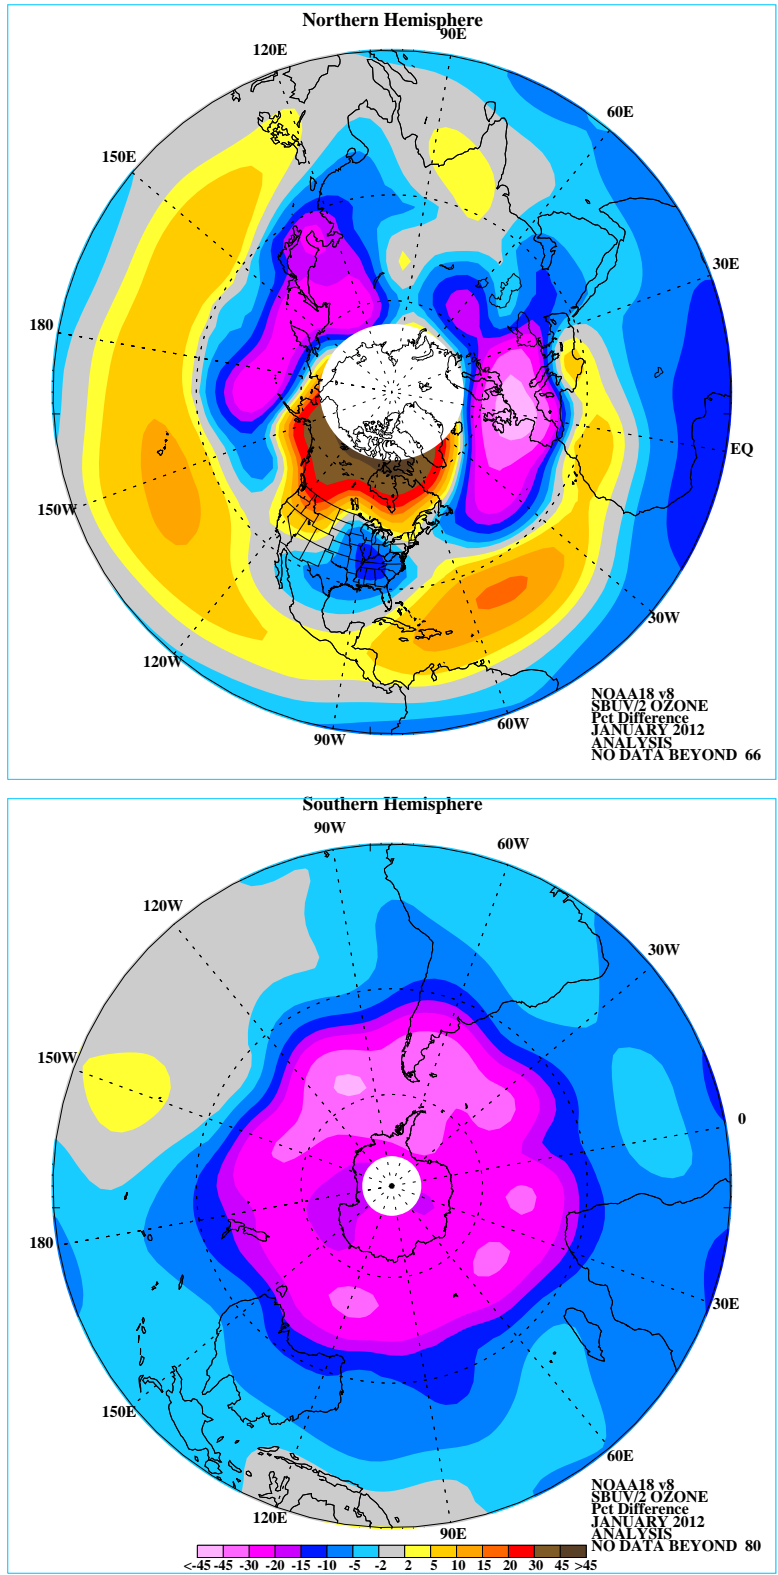 Northern Hemisphere
90E
120E
60E
150E
30E
180
EQ
150W
30W
120W
60W
90W
NOAA18 v8
SBUV/2 OZONE
Pct Difference
JANUARY 2012
ANALYSIS
NO DATA BEYOND 66
Southern Hemisphere
90W
60W
120W
30W
150W
0
180
30E
150E
60E
120E
90E
NOAA18 v8
SBUV/2 OZONE
Pct Difference
JANUARY 2012
ANALYSIS
NO DATA BEYOND 80
<-45 -45 -30 -20 -15 -10 -5 -2 2 5 10 15 20 30 45 >45